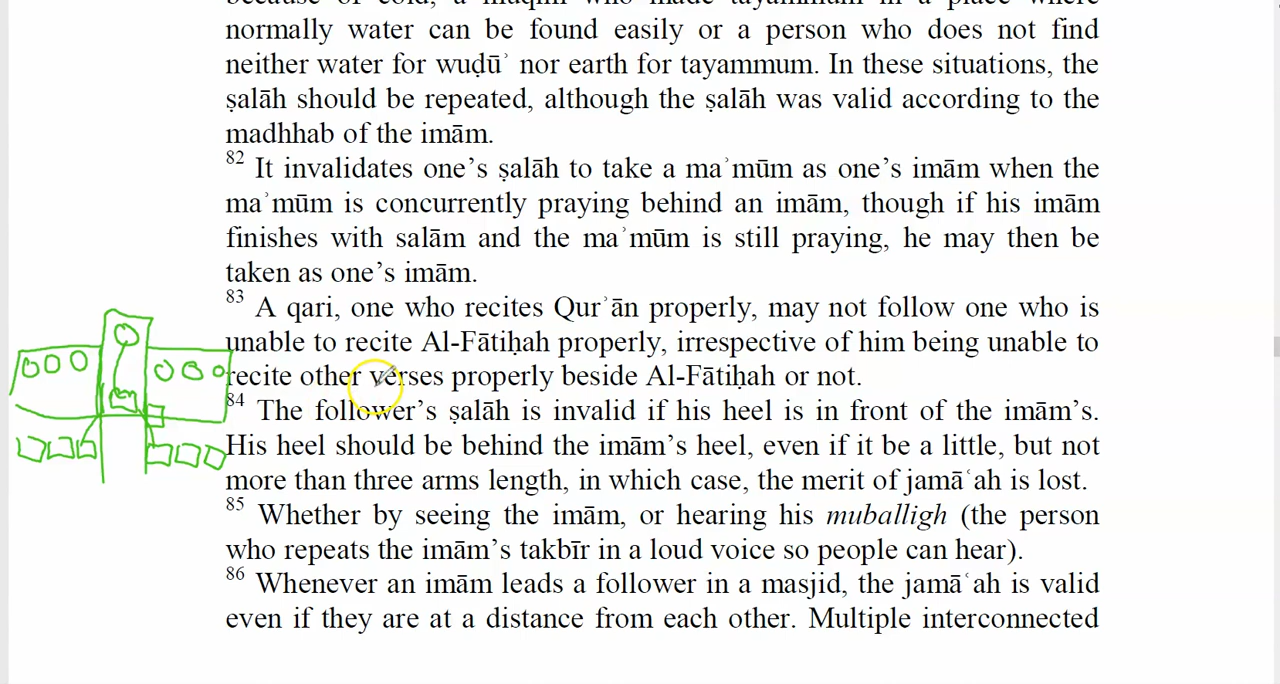 because of cold, a muqīm who made tayammum in a place where
normally water can be found easily or a person who does not find
neither water for wuḍūʾ nor earth for tayammum. In these situations, the
ṣalāh should be repeated, although the ṣalāh was valid according to the
madhhab of the imām.
82 It invalidates one’s ṣalāh to take a maʾmūm as one’s imām when the
maʾmūm is concurrently praying behind an imām, though if his imām
finishes with salām and the maʾmūm is still praying, he may then be
taken as one’s imām.
83 A qari, one who recites Qurʾān properly, may not follow one who is
unable to recite Al-Fātiḥah properly, irrespective of him being unable to
recite other verses properly beside Al-Fātiḥah or not.
84 The follower’s ṣalāh is invalid if his heel is in front of the imām’s.
His heel should be behind the imām’s heel, even if it be a little, but not
more than three arms length, in which case, the merit of jamāʿah is lost.
85 Whether by seeing the imām, or hearing his muballigh (the person
who repeats the imām’s takbīr in a loud voice so people can hear).
86 Whenever an imām leads a follower in a masjid, the jamāʿah is valid
even if they are at a distance from each other. Multiple interconnected